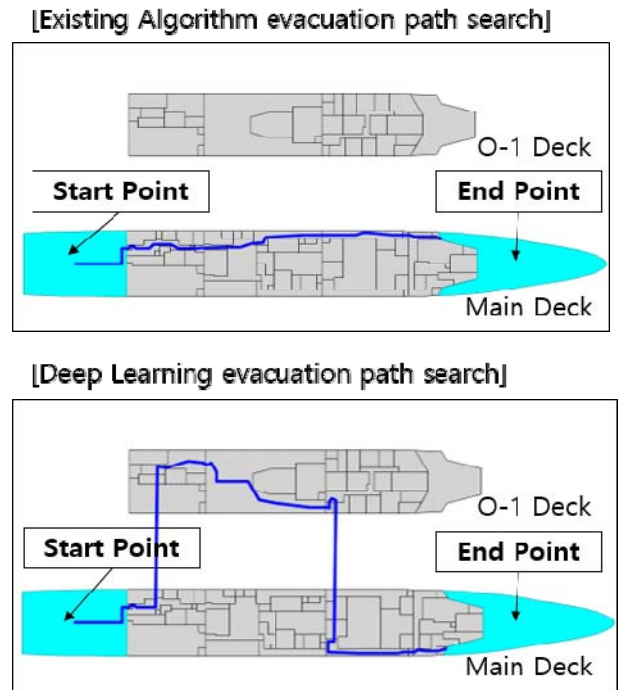 [Existing Algorithm evacuation path search]
O-1 Deck
Start Point
End Point
Main Deck
[Deep Learning evacuation path search]
O-1 Deck
Start Point
End Point
Main Deck